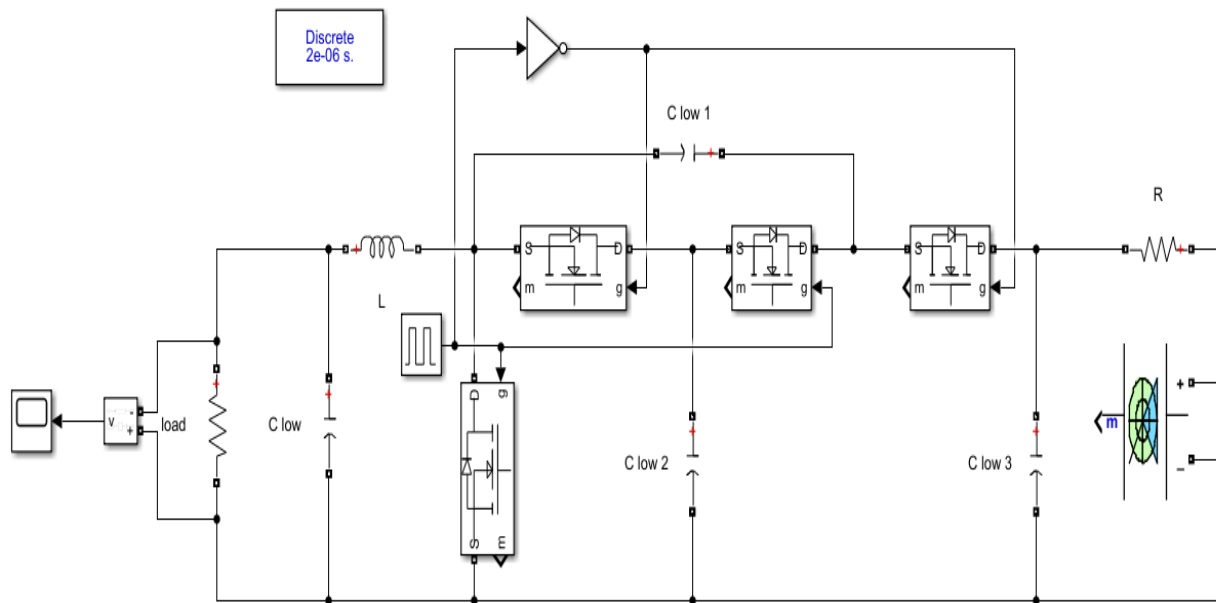 Discrete
2e-06 s.
C low 1
R
S
D
m
g
S
D
m
g
S
D
m
g
L
D
g
S
m
v
-
+
load
C low
C low 2
C low 3
m
+
–